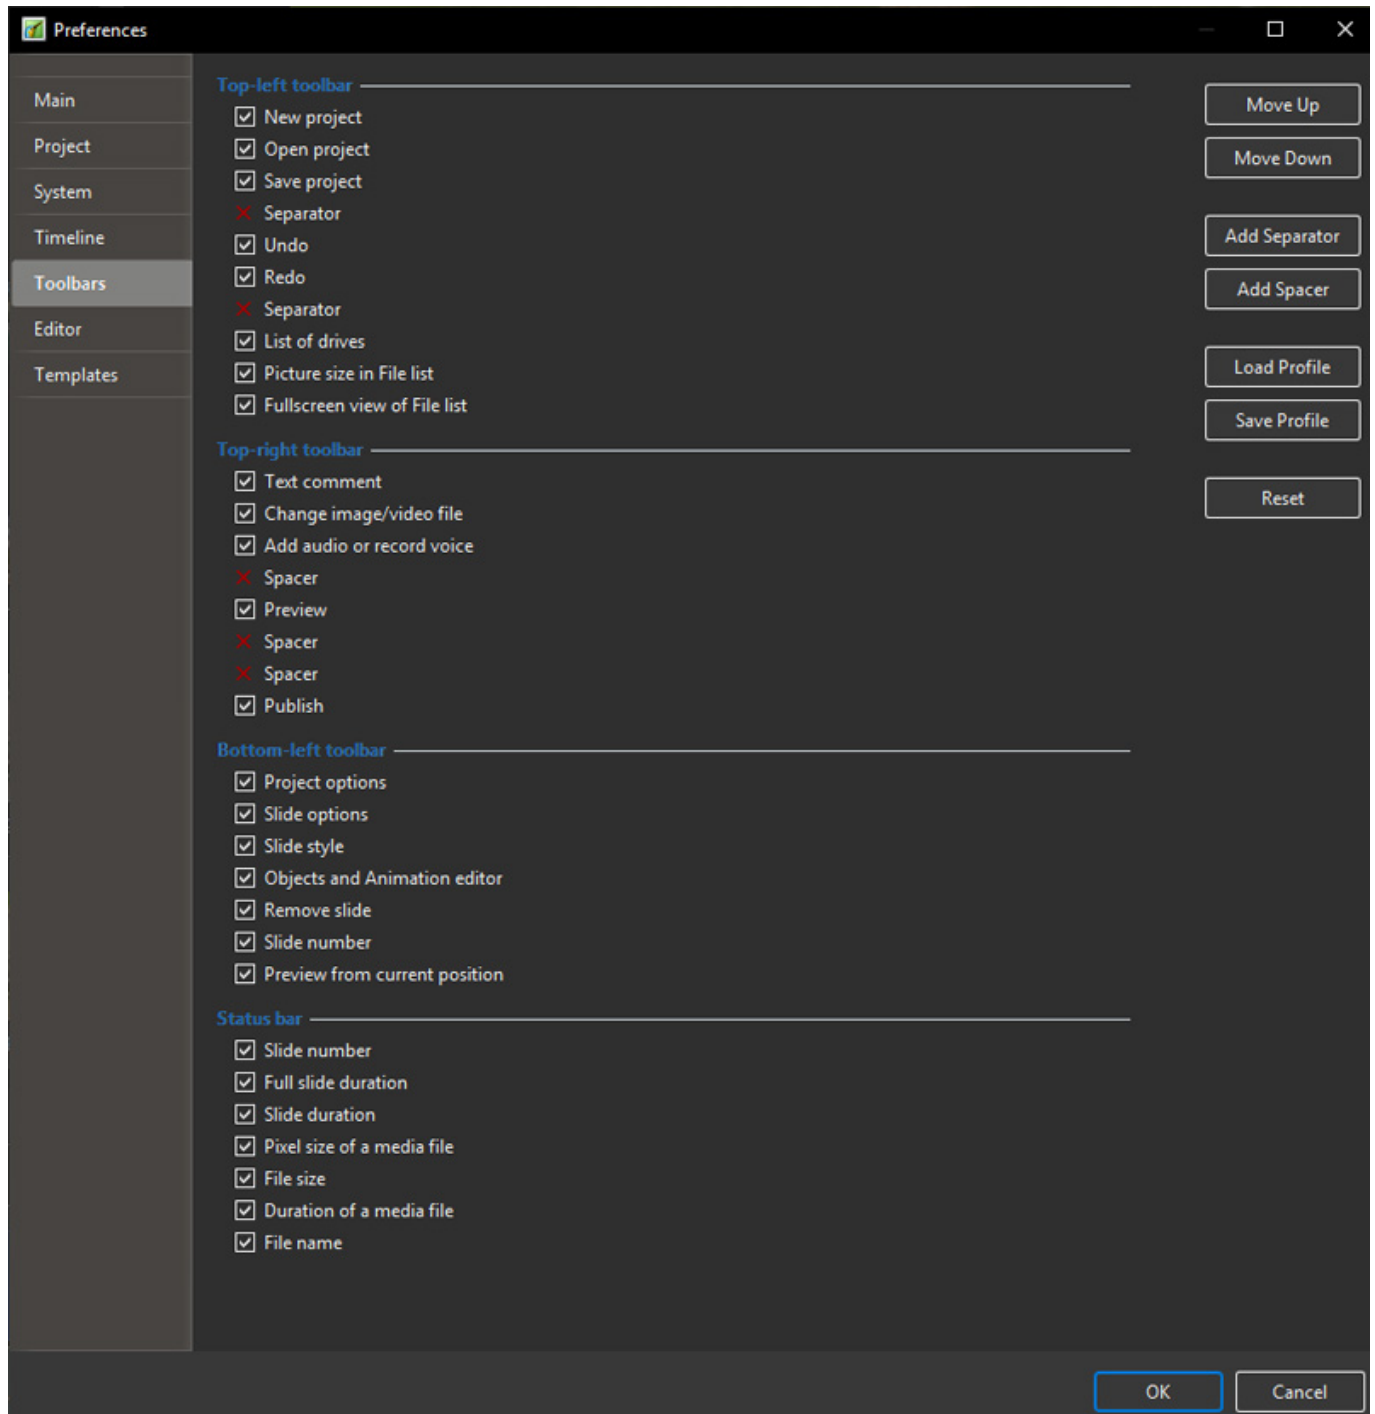 Preferences
Main
Project
System
Timeline
Toolbars
Editor
Templates
Top-left toolbar
New project
Open project
Save project
Separator
Undo
Redo
Separator
List of drives
Picture size in File list
Fullscreen view of File list
Top-right toolbar
Text comment
Change image/video file
Add audio or record voice
Spacer
Preview
Spacer
Spacer
Publish
Bottom-left toolbar
Project options
Slide options
Slide style
Objects and Animation editor
Remove slide
Slide number
Preview from current position
Status bar
Slide number
Full slide duration
Slide duration
Pixel size of a media file
File size
Duration of a media file
File name
Move Up
Move Down
Add Separator
Add Spacer
Load Profile
Save Profile
Reset
OK
Cancel